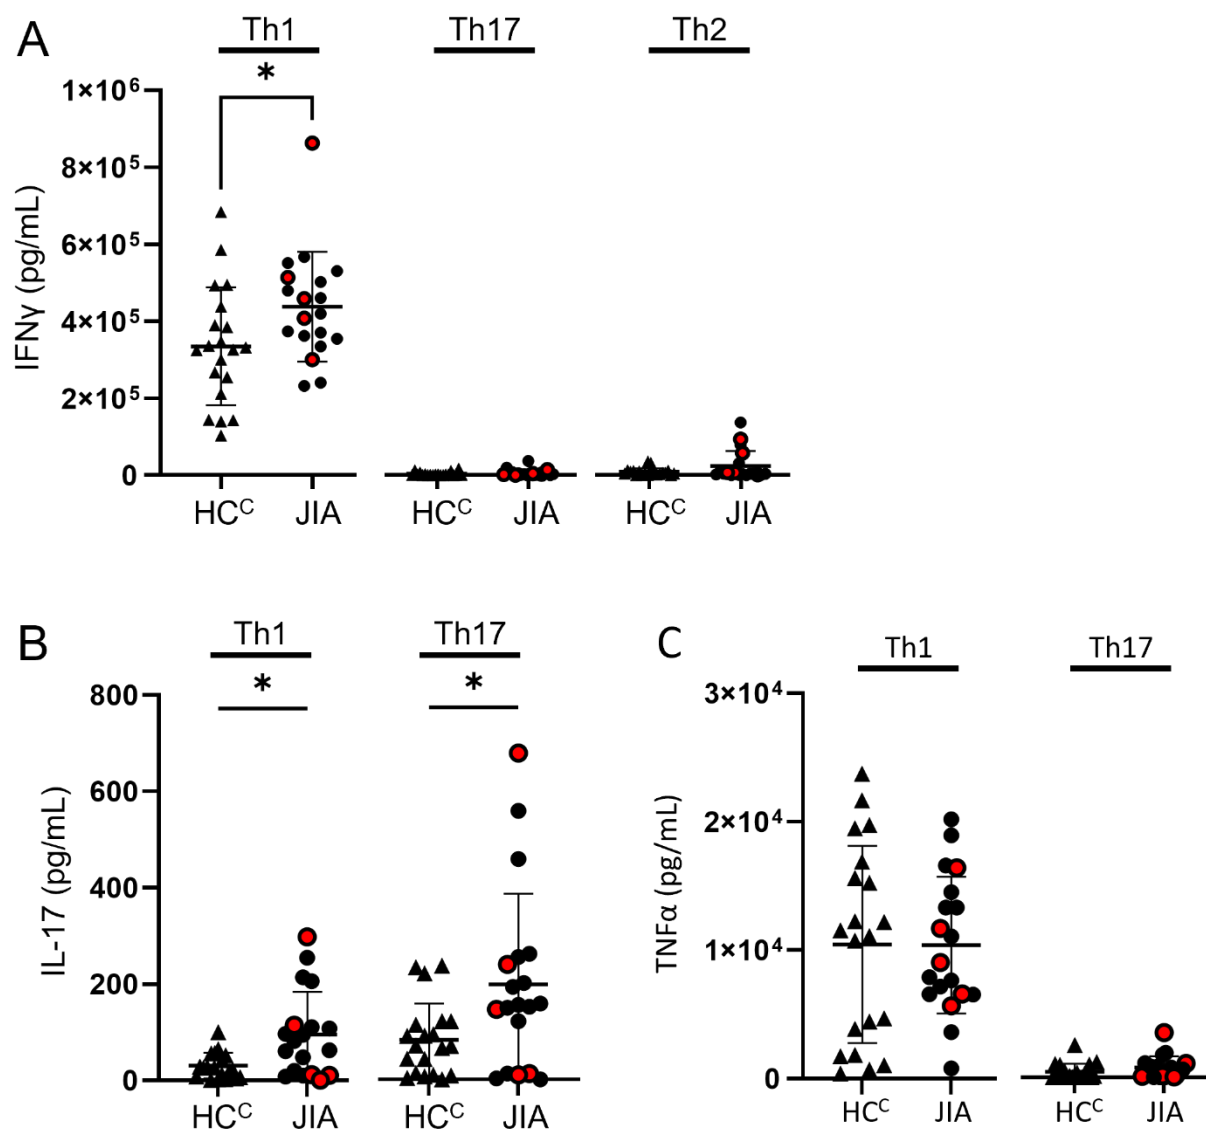 A
Th1
Th17
Th2
*
IFNγ (pg/mL)
1×10⁶
8×10⁵
6×10⁵
4×10⁵
2×10⁵
0
HCᶜ JIA
HCᶜ JIA
HCᶜ JIA
B
Th1
Th17
*
*
IL-17 (pg/mL)
800
600
400
200
0
HCᶜ JIA
HCᶜ JIA
C
Th1
Th17
TNFα (pg/mL)
3×10⁴
2×10⁴
1×10⁴
0
HCᶜ JIA
HCᶜ JIA